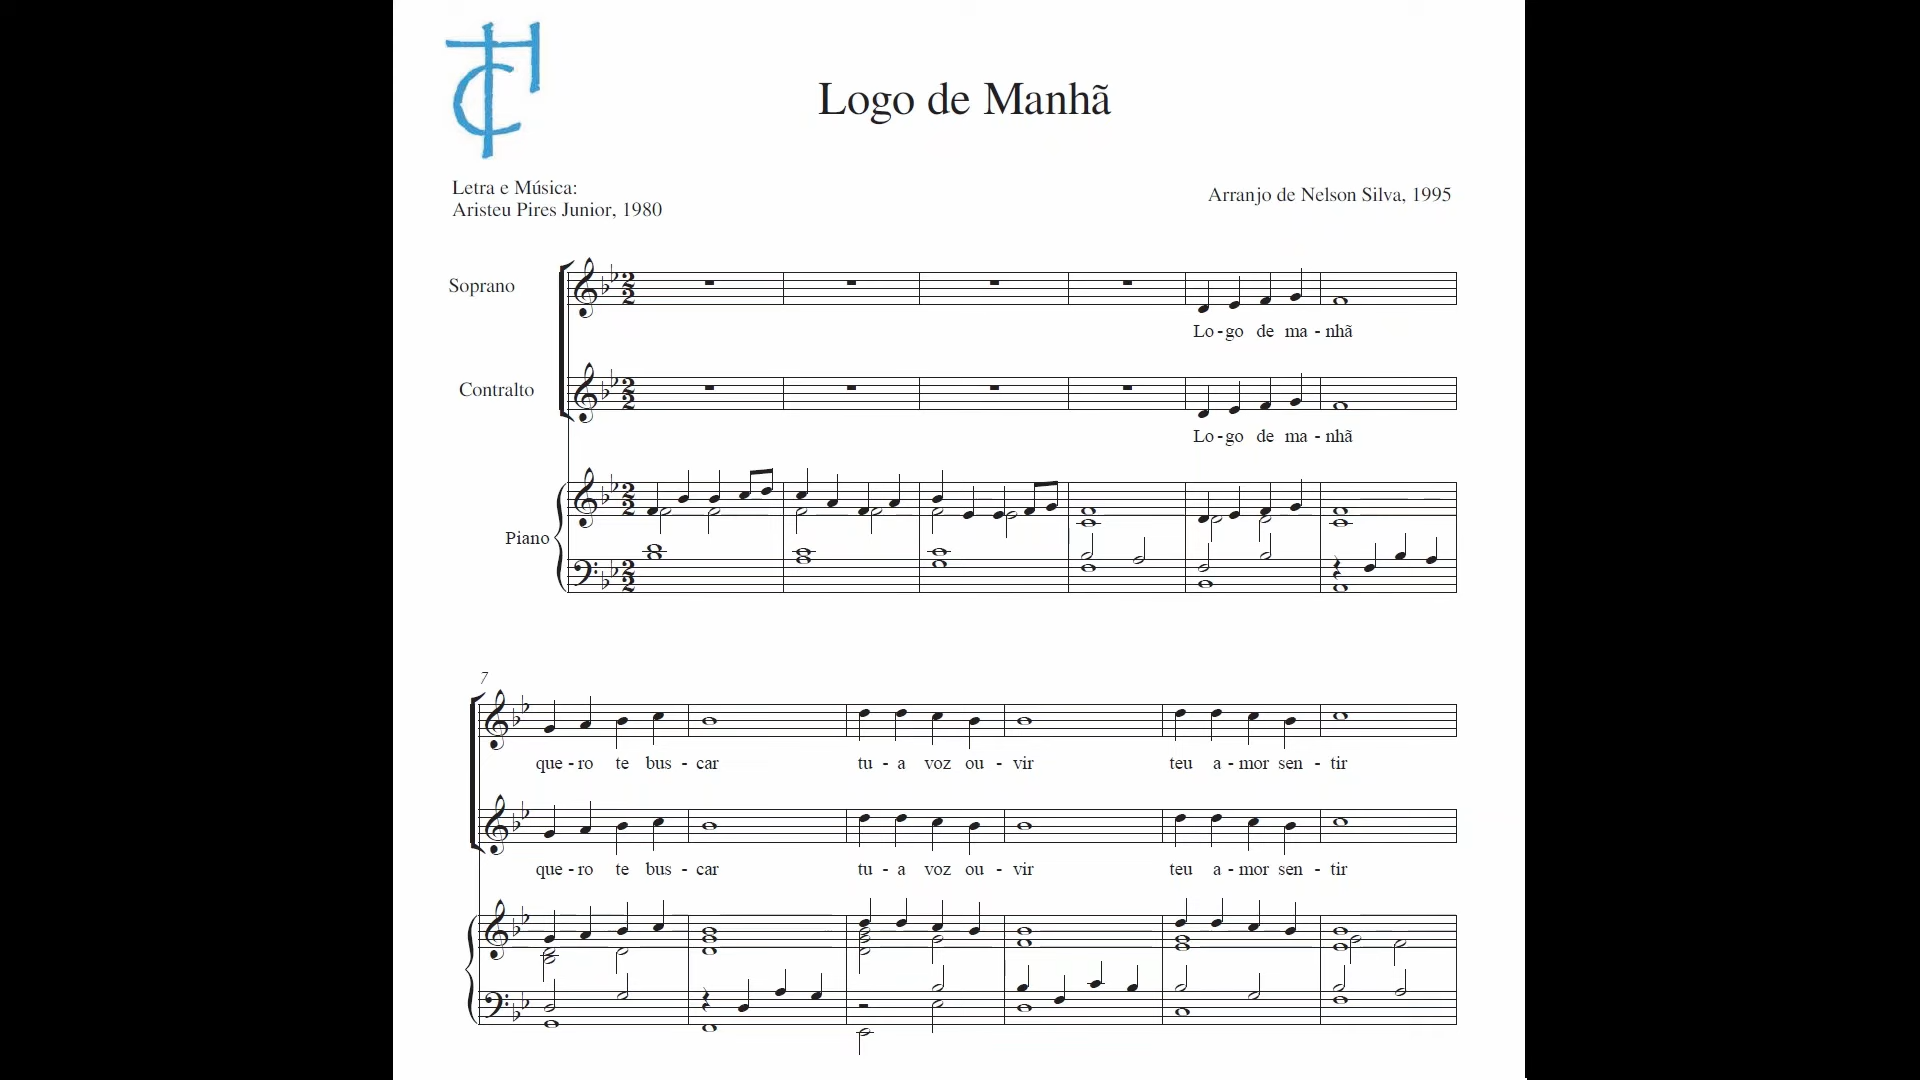 Logo de Manhã
Letra e Música:
Aristeu Pires Junior, 1980
Arranjo de Nelson Silva, 1995
Soprano
Lo - go de ma - nhã
Contralto
Lo - go de ma - nhã
Piano
7
que - ro te bus - car tu - a voz ou - vir teu a - mor sen - tir
que - ro te bus - car tu - a voz ou - vir teu a - mor sen - tir